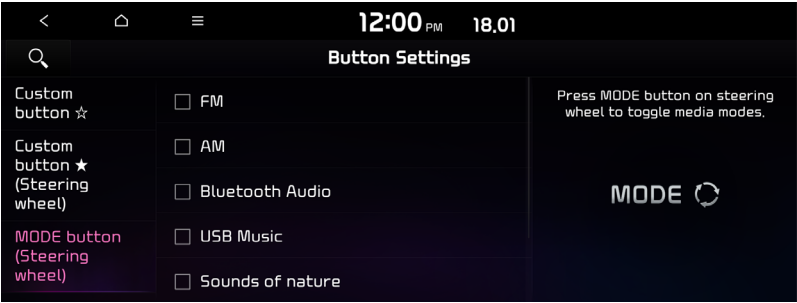 12:00 PM 18.01
Button Settings
Custom
button ☆
Custom
button ★
(Steering
wheel)
MODE button
(Steering
wheel)
FM
AM
Bluetooth Audio
USB Music
Sounds of nature
Press MODE button on steering
wheel to toggle media modes.
MODE